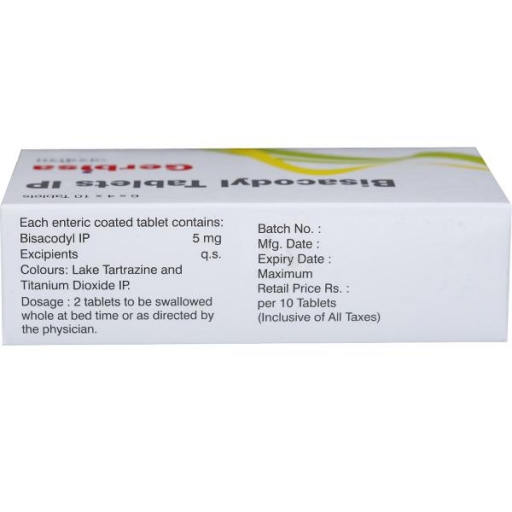 6 x 4 x 10 Tablets
Bisacodyl Tablets IP
Gerbisa
Each enteric coated tablet contains:
Bisacodyl IP 5 mg
Excipients q.s.
Colours: Lake Tartrazine and
Titanium Dioxide IP.
Dosage : 2 tablets to be swallowed
whole at bed time or as directed by
the physician.
Batch No. :
Mfg. Date :
Expiry Date :
Maximum
Retail Price Rs. :
per 10 Tablets
(Inclusive of All Taxes)